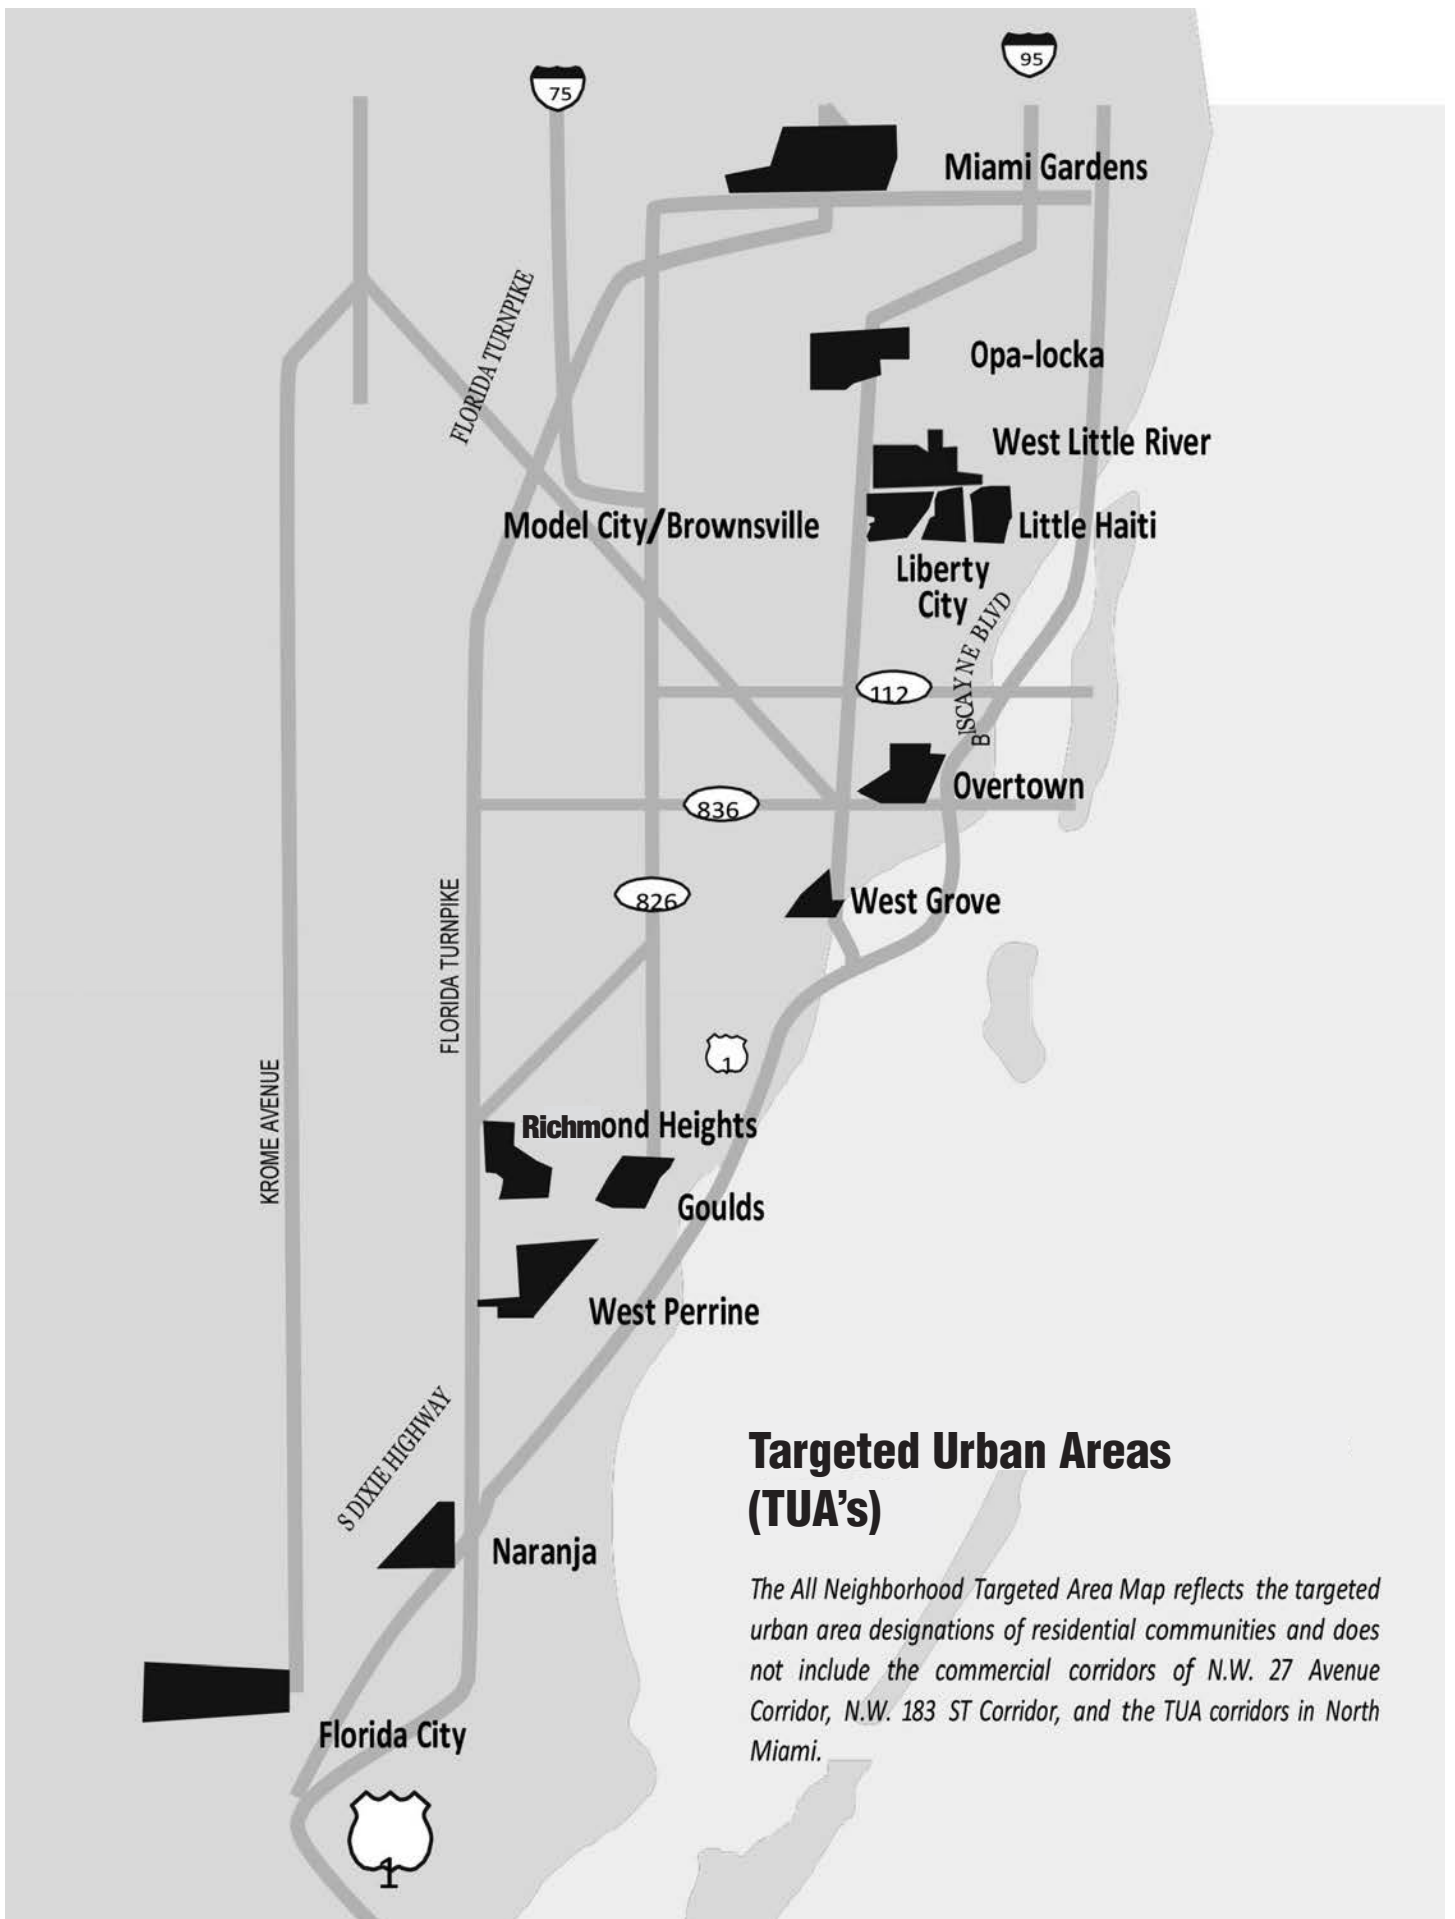 95
75
Miami Gardens
FLORIDA TURNPIKE
Opa-locka
West Little River
Model City/Brownsville
Little Haiti
Liberty
City
BISCAYNE BLVD
112
Overtown
836
826
West Grove
FLORIDA TURNPIKE
1
KROME AVENUE
Richmond Heights
Goulds
West Perrine
S DIXIE HIGHWAY
Naranja
Florida City
1
Targeted Urban Areas
(TUA's)
The All Neighborhood Targeted Area Map reflects the targeted
urban area designations of residential communities and does
not include the commercial corridors of N.W. 27 Avenue
Corridor, N.W. 183 ST Corridor, and the TUA corridors in North
Miami.